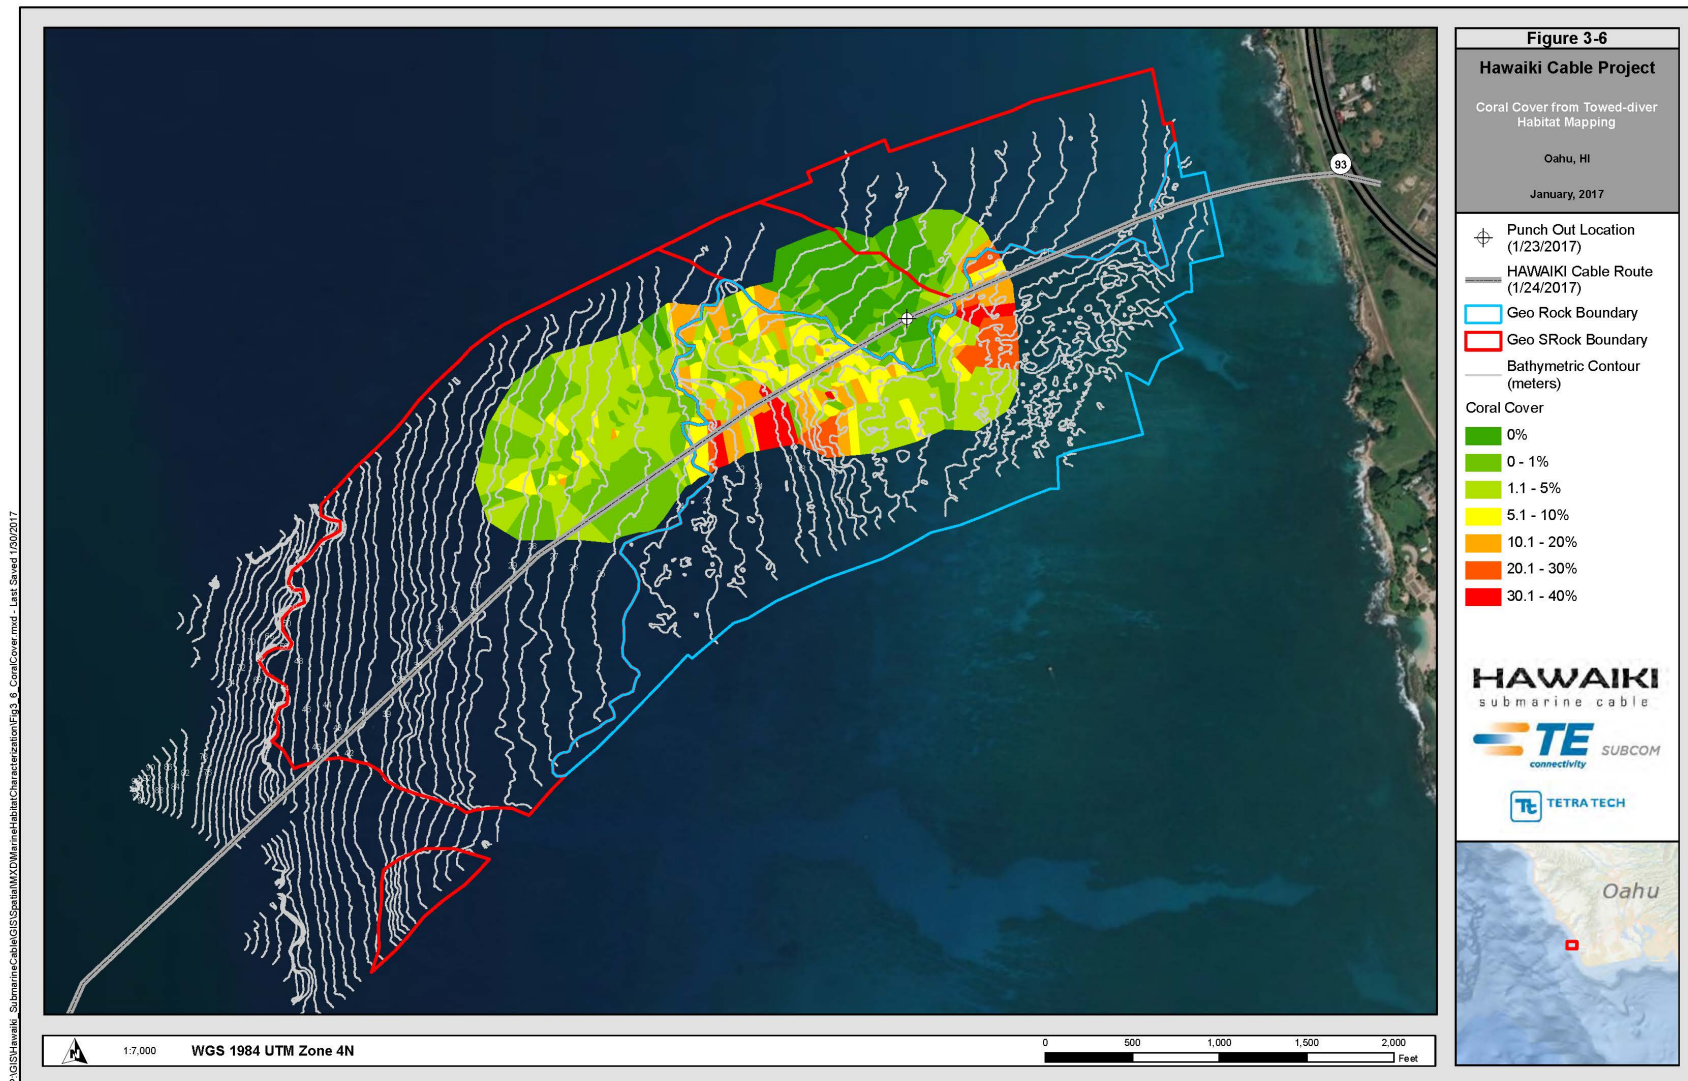 Figure 3-6
Hawaiki Cable Project
Coral Cover from Towed-diver
Habitat Mapping
Oahu, HI
January, 2017
Punch Out Location
(1/23/2017)
HAWAIKI Cable Route
(1/24/2017)
Geo Rock Boundary
Geo SRock Boundary
Bathymetric Contour
(meters)
Coral Cover
0%
0 - 1%
1.1 - 5%
5.1 - 10%
10.1 - 20%
20.1 - 30%
30.1 - 40%
HAWAIKI
submarine cable
TE
connectivity
SUBCOM
Tt
TETRA TECH
Oahu
93
N
1:7,000
WGS 1984 UTM Zone 4N
0 500 1,000 1,500 2,000
Feet